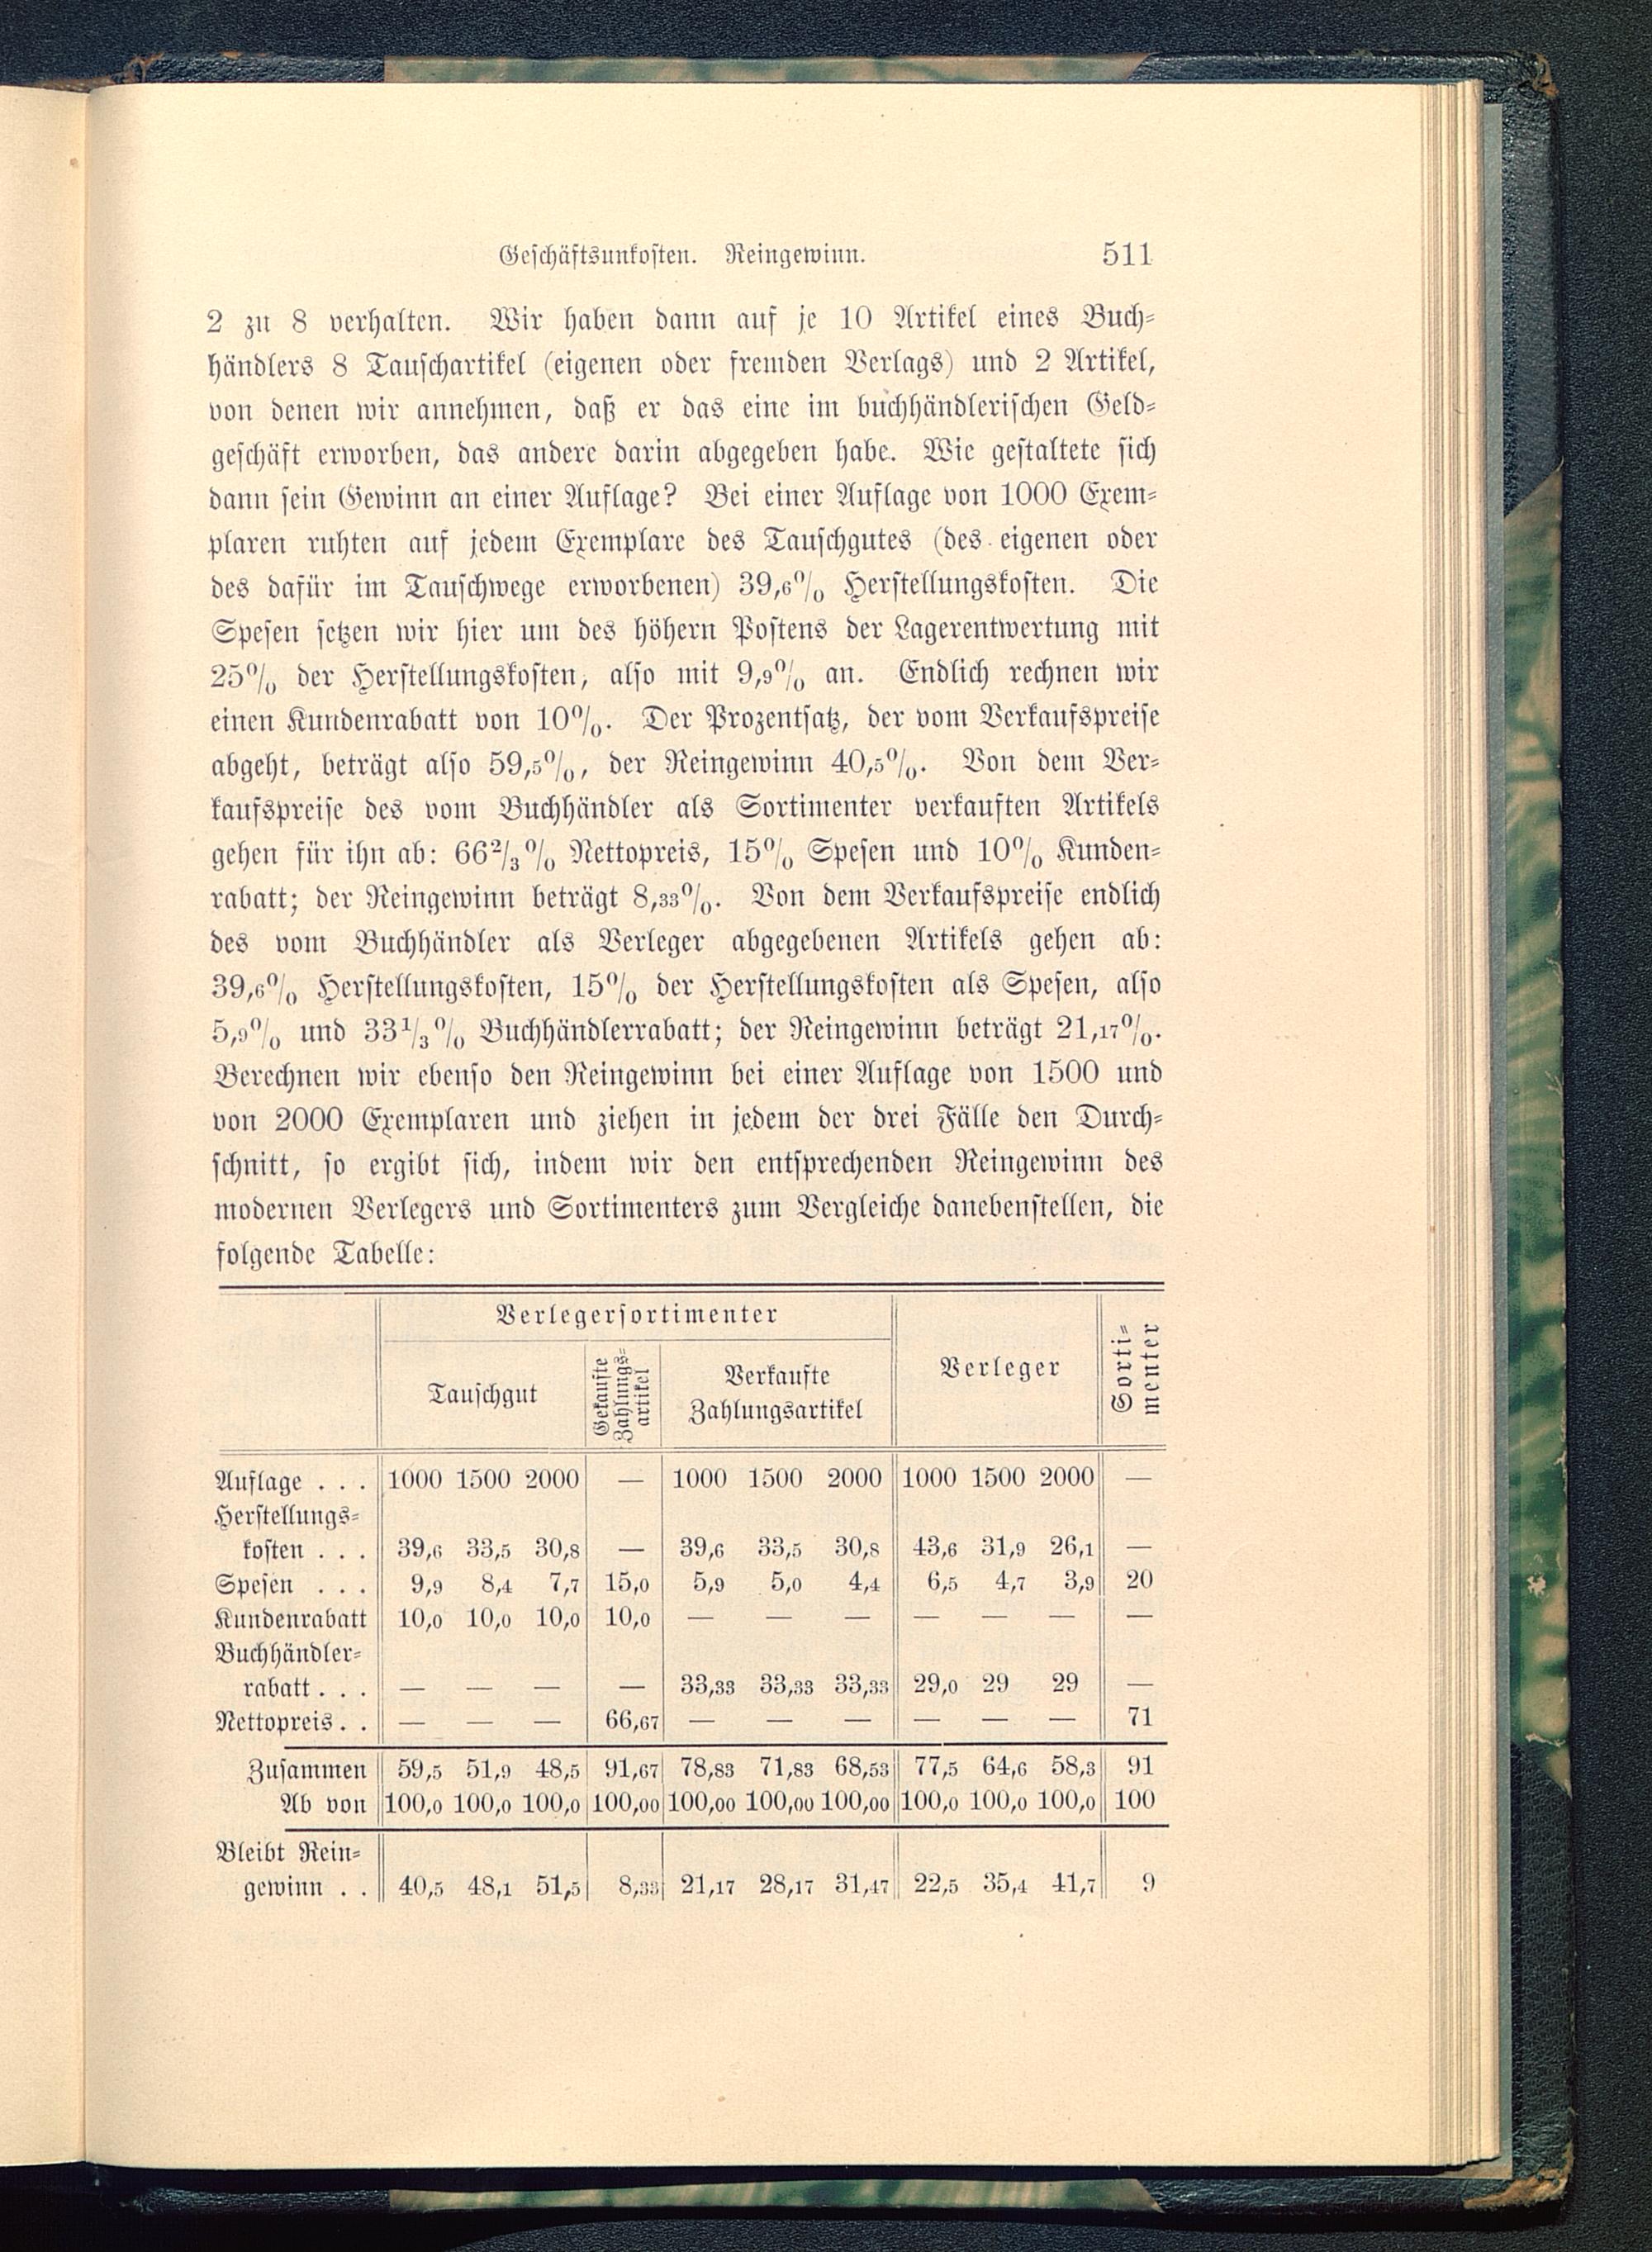 Geschäftsunkosten. Reingewinn. 511
2 zu 8 verhalten. Wir haben dann auf je 10 Artikel eines Buch-
händlers 8 Tauschartikel (eigenen oder fremden Verlags) und 2 Artikel,
von denen wir annehmen, daß er das eine im buchhändlerischen Geld-
geschäft erworben, das andere darin abgegeben habe. Wie gestaltete sich
dann sein Gewinn an einer Auflage? Bei einer Auflage von 1000 Exem-
plaren ruhten auf jedem Exemplare des Tauschgutes (des eigenen oder
des dafür im Tauschwege erworbenen) 39,6% Herstellungskosten. Die
Spesen setzen wir hier um des höhern Postens der Lagerentwertung mit
25% der Herstellungskosten, also mit 9,9% an. Endlich rechnen wir
einen Kundenrabatt von 10%. Der Prozentsatz, der vom Verkaufspreise
abgeht, beträgt also 59,5%, der Reingewinn 40,5%. Von dem Ver-
kaufspreise des vom Buchhändler als Sortimenter verkauften Artikels
gehen für ihn ab: 66²/₃% Nettopreis, 15% Spesen und 10% Kunden-
rabatt; der Reingewinn beträgt 8,33%. Von dem Verkaufspreise endlich
des vom Buchhändler als Verleger abgegebenen Artikels gehen ab:
39,6% Herstellungskosten, 15% der Herstellungskosten als Spesen, also
5,9% und 33¹/₃% Buchhändlerrabatt; der Reingewinn beträgt 21,17%.
Berechnen wir ebenso den Reingewinn bei einer Auflage von 1500 und
von 2000 Exemplaren und ziehen in jedem der drei Fälle den Durch-
schnitt, so ergibt sich, indem wir den entsprechenden Reingewinn des
modernen Verlegers und Sortimenters zum Vergleiche danebenstellen, die
folgende Tabelle:
Verlegersortimenter
Tauschgut
Gekaufte
Zahlungs-
artikel
Verkaufte
Zahlungsartikel
Verleger
Sorti-
menter
Auflage . . . 1000 1500 2000 — 1000 1500 2000 1000 1500 2000 —
Herstellungs-
kosten . . . 39,6 33,5 30,8 — 39,6 33,5 30,8 43,6 31,9 26,1 —
Spesen . . . 9,9 8,4 7,7 15,0 5,9 5,0 4,4 6,5 4,7 3,9 20
Kundenrabatt 10,0 10,0 10,0 10,0 — — — — — — —
Buchhändler-
rabatt . . . — — — — 33,33 33,33 33,33 29,0 29 29 —
Nettopreis . . — — — 66,67 — — — — — — 71
Zusammen 59,5 51,9 48,5 91,67 78,83 71,83 68,53 77,5 64,6 58,3 91
Ab von 100,0 100,0 100,0 100,00 100,00 100,00 100,00 100,0 100,0 100,0 100
Bleibt Rein-
gewinn . . 40,5 48,1 51,5 8,33 21,17 28,17 31,47 22,5 35,4 41,7 9